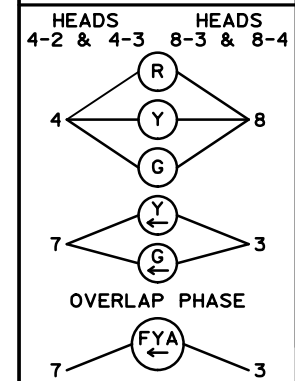 HEADS HEADS
4-2 & 4-3 8-3 & 8-4
R
4 Y 8
G
Y
←
7 3
G
←
OVERLAP PHASE
FYA
←
7 3